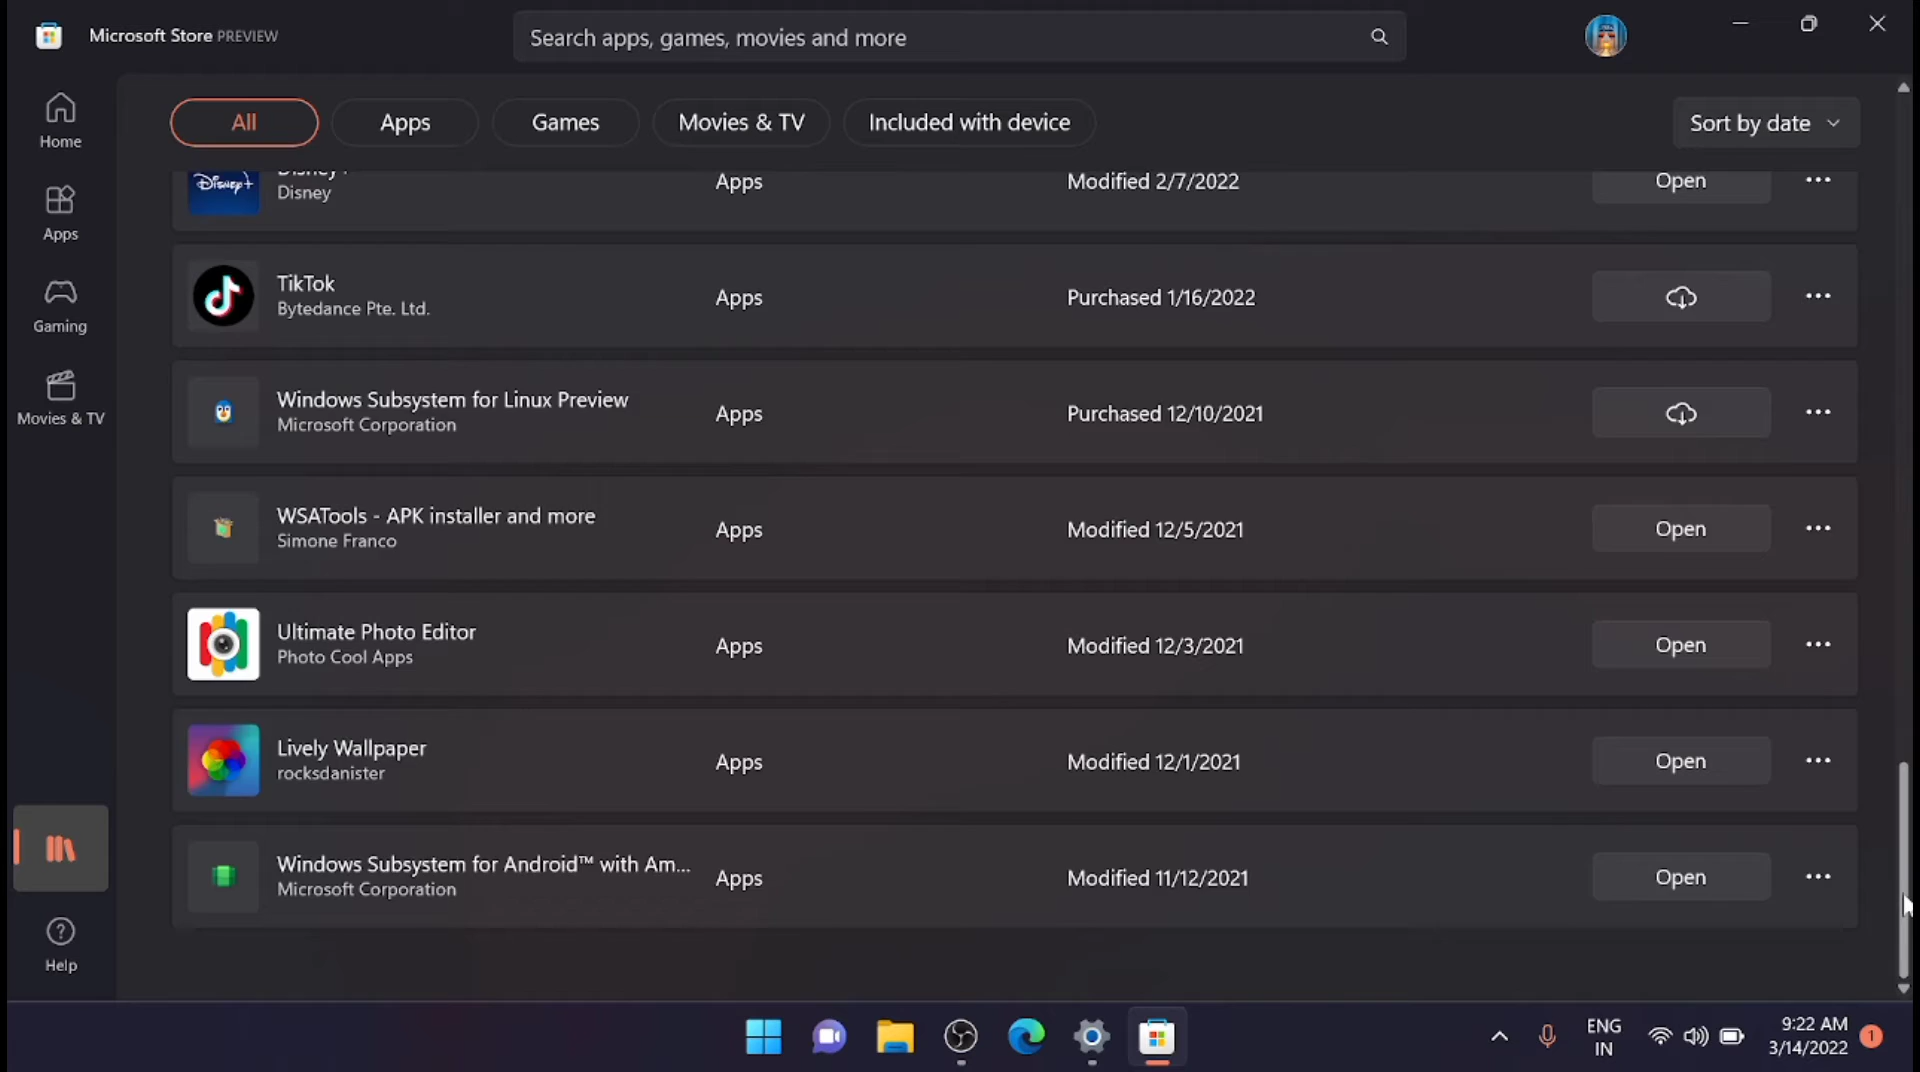 Microsoft Store PREVIEW
Search apps, games, movies and more
Home
Apps
Gaming
Movies & TV
Help
All
Apps
Games
Movies & TV
Included with device
Sort by date
Disney+
Disney+
Disney
Apps
Modified 2/7/2022
Open
TikTok
Bytedance Pte. Ltd.
Apps
Purchased 1/16/2022
Windows Subsystem for Linux Preview
Microsoft Corporation
Apps
Purchased 12/10/2021
WSATools - APK installer and more
Simone Franco
Apps
Modified 12/5/2021
Open
Ultimate Photo Editor
Photo Cool Apps
Apps
Modified 12/3/2021
Open
Lively Wallpaper
rocksdanister
Apps
Modified 12/1/2021
Open
Windows Subsystem for Android™ with Am...
Microsoft Corporation
Apps
Modified 11/12/2021
Open
ENG
IN
9:22 AM
3/14/2022
1